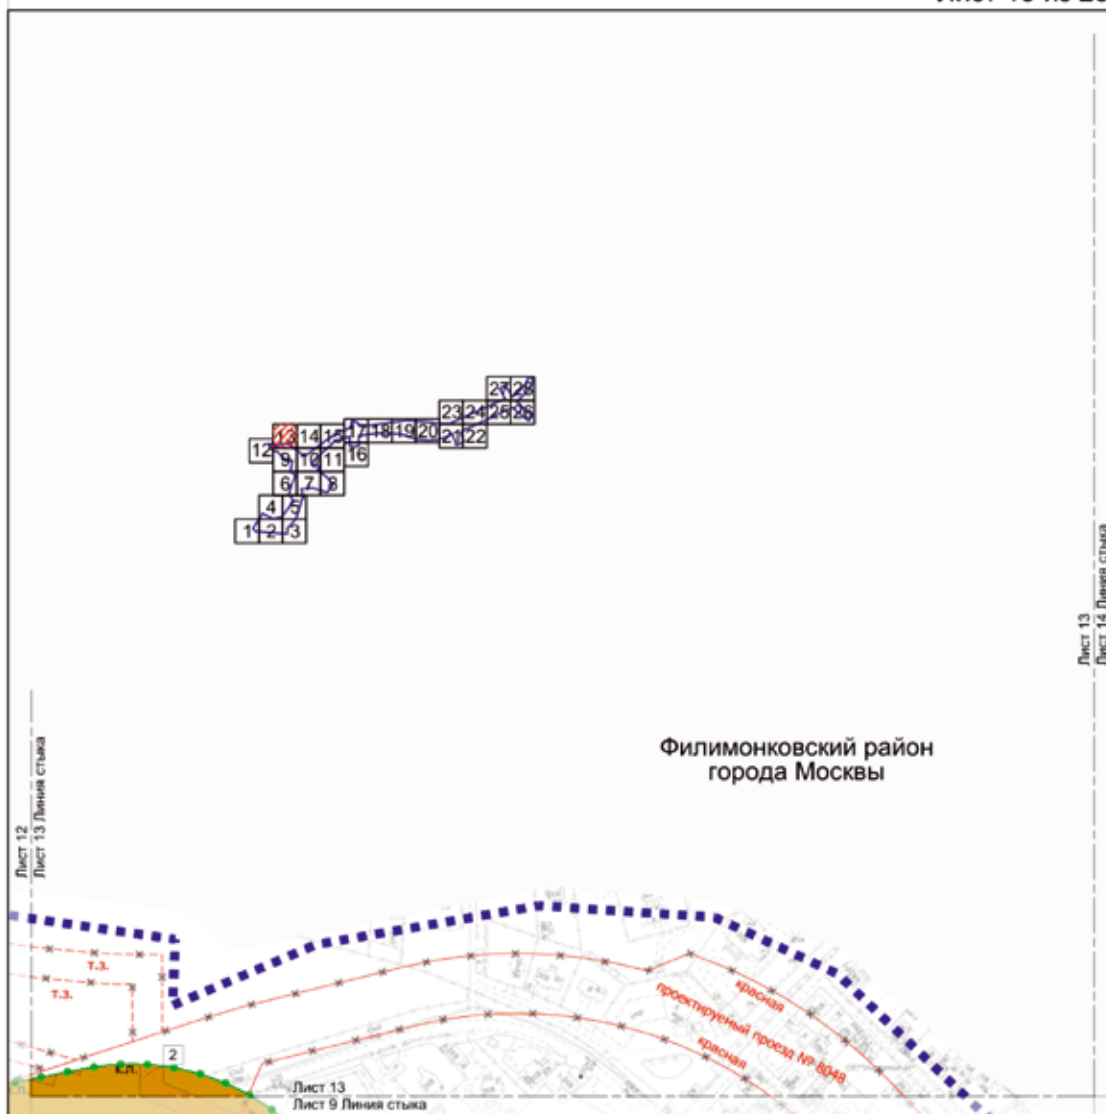 27 28
23 24 25 26
13 14 15 17 18 19 20 21 22
12 9 10 11 16
6 7 8
4 5
1 2 3
Лист 13
Лист 14 Линия стыка
Филимонковский район
города Москвы
Лист 12
Лист 13 Линия стыка
т.з.
т.з.
красная
проектируемый проезд № 8048
красная
2
к.л.
Лист 13
Лист 9 Линия стыка